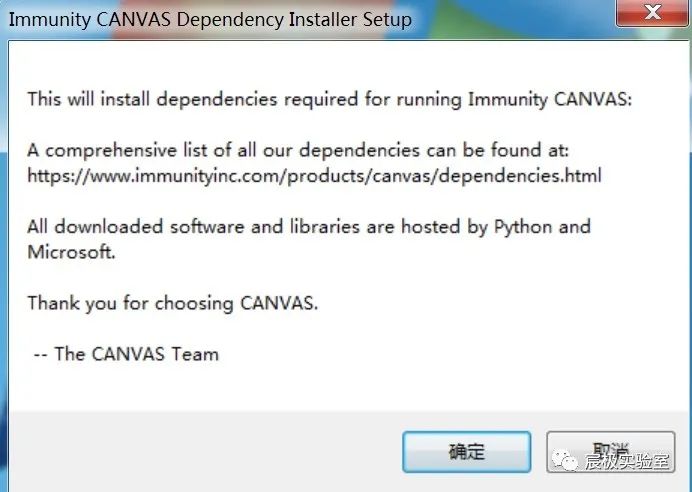 Immunity CANVAS Dependency Installer Setup
This will install dependencies required for running Immunity CANVAS:
A comprehensive list of all our dependencies can be found at:
https://www.immunityinc.com/products/canvas/dependencies.html
All downloaded software and libraries are hosted by Python and
Microsoft.
Thank you for choosing CANVAS.
-- The CANVAS Team
确定
取消
宸极实验室